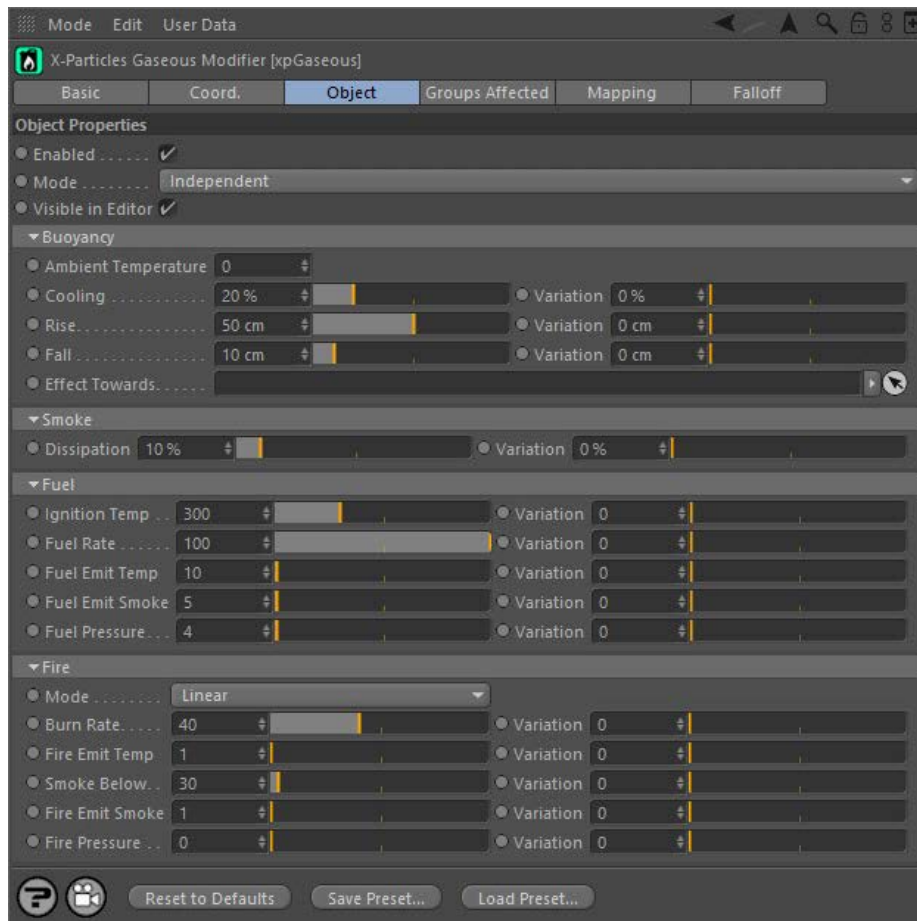 Mode Edit User Data
X-Particles Gaseous Modifier [xpGaseous]
Basic Coord. Object Groups Affected Mapping Falloff
Object Properties
Enabled . . . . . .
Mode . . . . . . . . Independent
Visible in Editor
Buoyancy
Ambient Temperature 0
Cooling . . . . . . . . . . . 20 % Variation 0 %
Rise. . . . . . . . . . . . . . . 50 cm Variation 0 cm
Fall . . . . . . . . . . . . . . . 10 cm Variation 0 cm
Effect Towards. . . . . .
Smoke
Dissipation 10 % Variation 0 %
Fuel
Ignition Temp . . 300 Variation 0
Fuel Rate . . . . . . 100 Variation 0
Fuel Emit Temp 10 Variation 0
Fuel Emit Smoke 5 Variation 0
Fuel Pressure. . . 4 Variation 0
Fire
Mode . . . . . . . . Linear
Burn Rate. . . . . 40 Variation 0
Fire Emit Temp 1 Variation 0
Smoke Below. . 30 Variation 0
Fire Emit Smoke 1 Variation 0
Fire Pressure . . 0 Variation 0
? Reset to Defaults Save Preset... Load Preset...